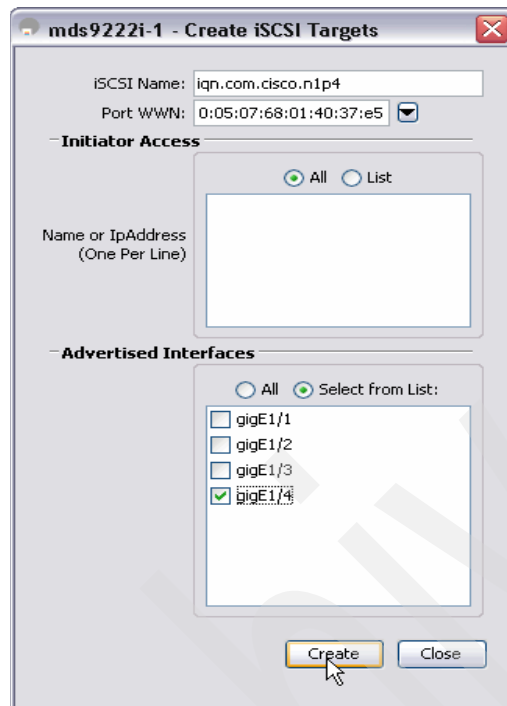 mds9222i-1 - Create iSCSI Targets
iSCSI Name: iqn.com.cisco.n1p4
Port WWN: 0:05:07:68:01:40:37:e5
Initiator Access
All List
Name or IpAddress
(One Per Line)
Advertised Interfaces
All Select from List:
gigE1/1
gigE1/2
gigE1/3
gigE1/4
Create Close